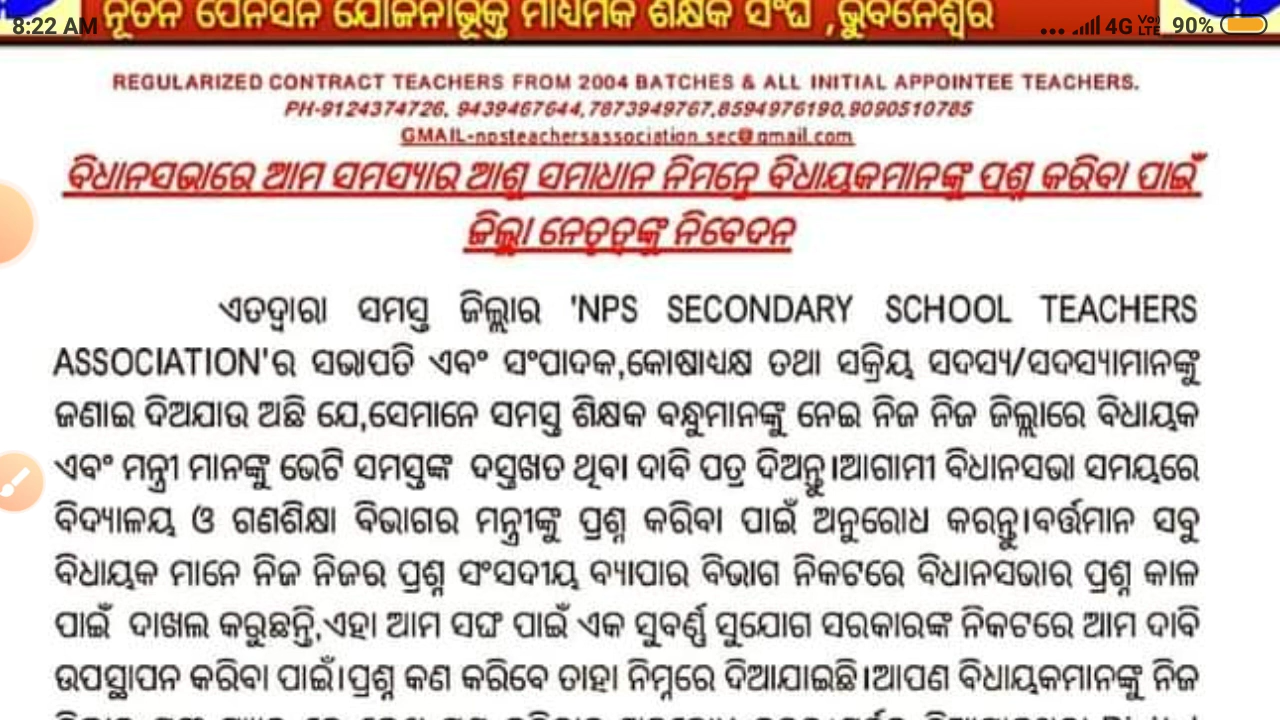 ନୂତନ ପେନସନ ଯୋଜନାଭୁକ୍ତ ମାଧ୍ୟମିକ ଶିକ୍ଷକ ସଂଘ ,ଭୁବନେଶ୍ୱର
8:22 AM
4G VoLTE 90%
REGULARIZED CONTRACT TEACHERS FROM 2004 BATCHES & ALL INITIAL APPOINTEE TEACHERS.
PH-9124374726, 9439467644,7873949767,8594976190,9090510785
GMAIL-npsteachersassociation.sec@gmail.com
ବିଧାନସଭାରେ ଆମ ସମସ୍ୟାର ଆଶୁ ସମାଧାନ ନିମନ୍ତେ ବିଧାୟକମାନଙ୍କୁ ପ୍ରଶ୍ନ କରିବା ପାଇଁ
ଜିଲ୍ଲା ନେତୃତ୍ୱଙ୍କୁ ନିବେଦନ
ଏତଦ୍ୱାରା ସମସ୍ତ ଜିଲ୍ଲାର 'NPS SECONDARY SCHOOL TEACHERS
ASSOCIATION'ର ସଭାପତି ଏବଂ ସଂପାଦକ,କୋଷାଧ୍ୟକ୍ଷ ତଥା ସକ୍ରିୟ ସଦସ୍ୟ/ସଦସ୍ୟାମାନଙ୍କୁ
ଜଣାଇ ଦିଅଯାଉ ଅଛି ଯେ,ସେମାନେ ସମସ୍ତ ଶିକ୍ଷକ ବନ୍ଧୁମାନଙ୍କୁ ନେଇ ନିଜ ନିଜ ଜିଲ୍ଲାରେ ବିଧାୟକ
ଏବଂ ମନ୍ତ୍ରୀ ମାନଙ୍କୁ ଭେଟି ସମସ୍ତଙ୍କ ଦସ୍ତଖତ ଥିବା ଦାବି ପତ୍ର ଦିଅନ୍ତୁ।ଆଗାମୀ ବିଧାନସଭା ସମୟରେ
ବିଦ୍ୟାଳୟ ଓ ଗଣଶିକ୍ଷା ବିଭାଗର ମନ୍ତ୍ରୀଙ୍କୁ ପ୍ରଶ୍ନ କରିବା ପାଇଁ ଅନୁରୋଧ କରନ୍ତୁ।ବର୍ତ୍ତମାନ ସବୁ
ବିଧାୟକ ମାନେ ନିଜ ନିଜର ପ୍ରଶ୍ନ ସଂସଦୀୟ ବ୍ୟାପାର ବିଭାଗ ନିକଟରେ ବିଧାନସଭାର ପ୍ରଶ୍ନ କାଳ
ପାଇଁ ଦାଖଲ କରୁଛନ୍ତି,ଏହା ଆମ ସଙ୍ଘ ପାଇଁ ଏକ ସୁବର୍ଣ୍ଣ ସୁଯୋଗ ସରକାରଙ୍କ ନିକଟରେ ଆମ ଦାବି
ଉପସ୍ଥାପନ କରିବା ପାଇଁ।ପ୍ରଶ୍ନ କଣ କରିବେ ତାହା ନିମ୍ନରେ ଦିଆଯାଇଛି।ଆପଣ ବିଧାୟକମାନଙ୍କୁ ନିଜ